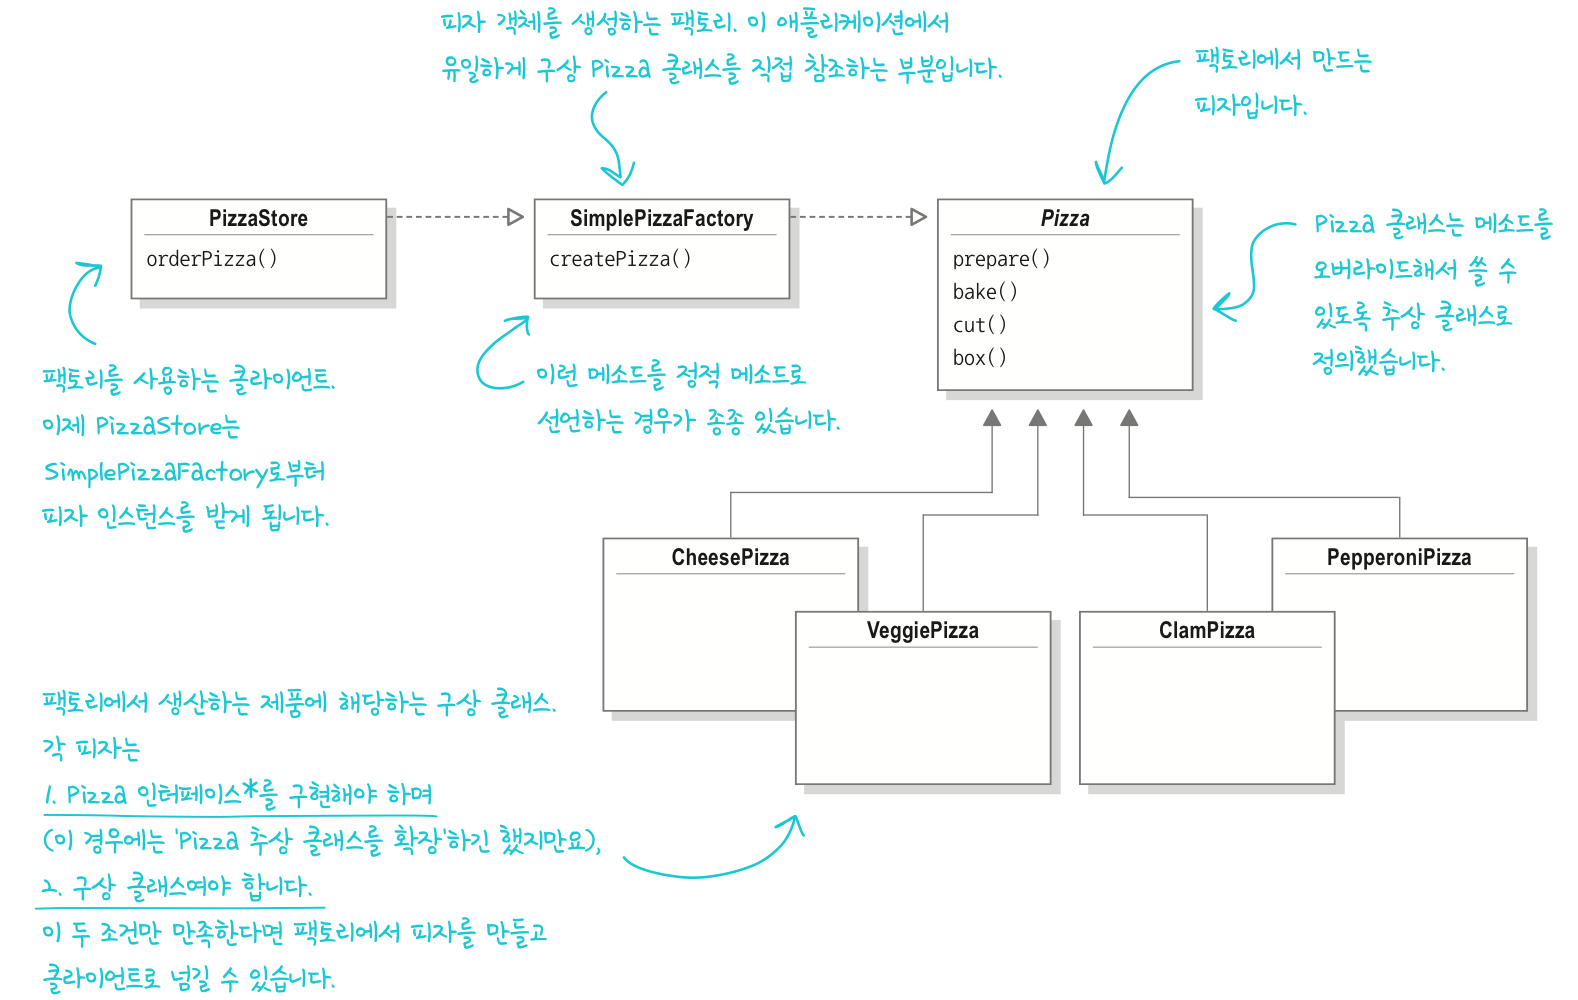 피자 객체를 생성하는 팩토리. 이 애플리케이션에서
유일하게 구상 Pizza 클래스를 직접 참조하는 부분입니다.
팩토리에서 만드는
피자입니다.
PizzaStore
orderPizza()
SimplePizzaFactory
createPizza()
Pizza
prepare()
bake()
cut()
box()
Pizza 클래스는 메소드를
오버라이드해서 쓸 수
있도록 추상 클래스로
정의했습니다.
팩토리를 사용하는 클라이언트.
이제 PizzaStore는
SimplePizzaFactory로부터
피자 인스턴스를 받게 됩니다.
이런 메소드를 정적 메소드로
선언하는 경우가 종종 있습니다.
CheesePizza
VeggiePizza
ClamPizza
PepperoniPizza
팩토리에서 생산하는 제품에 해당하는 구상 클래스.
각 피자는
1. Pizza 인터페이스*를 구현해야 하며
(이 경우에는 'Pizza 추상 클래스를 확장'하긴 했지만요),
2. 구상 클래스여야 합니다.
이 두 조건만 만족한다면 팩토리에서 피자를 만들고
클라이언트로 넘길 수 있습니다.